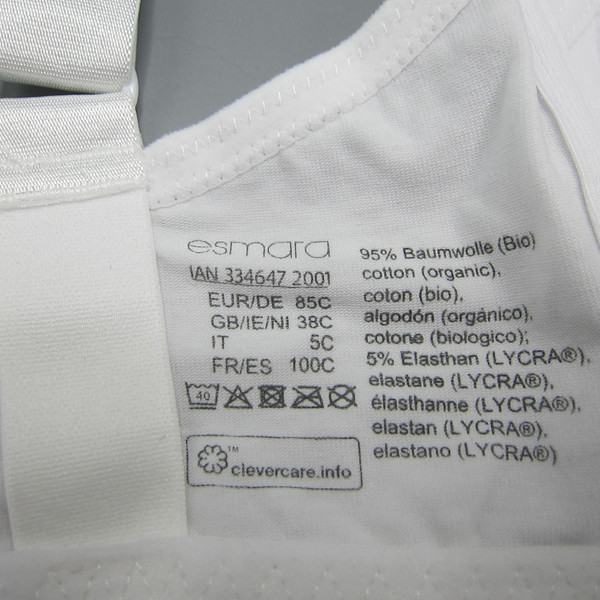 esmara
IAN 334647 2001
EUR/DE 85C
GB/IE/NI 38C
IT 5C
FR/ES 100C
40
™
clevercare.info
95% Baumwolle (Bio)
cotton (organic),
coton (bio),
algodón (orgánico),
cotone (biologico);
5% Elasthan (LYCRA®),
elastane (LYCRA®),
élasthanne (LYCRA®),
elastan (LYCRA®),
elastano (LYCRA®)